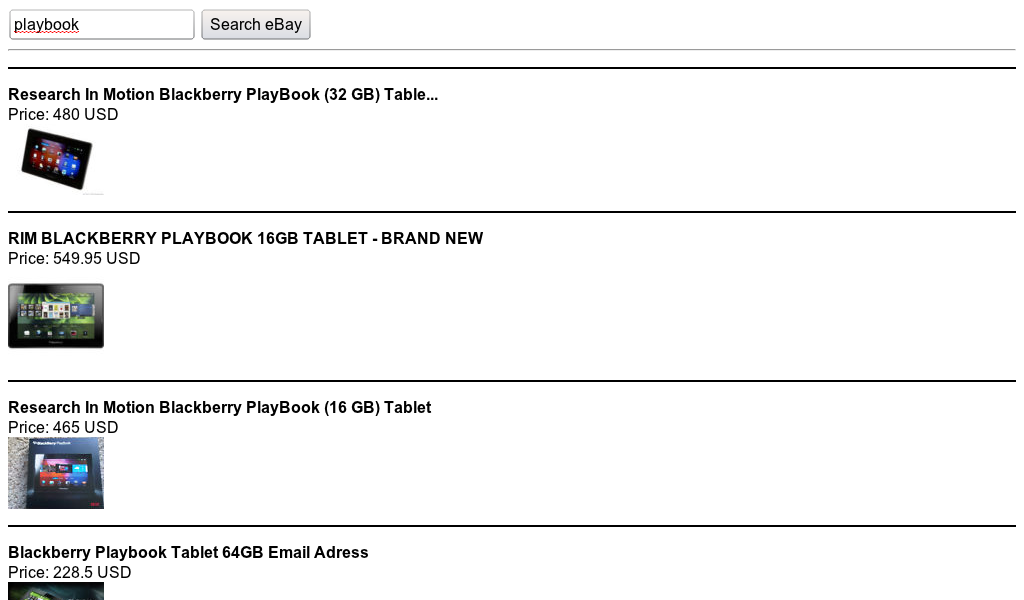 playbook Search eBay
Research In Motion Blackberry PlayBook (32 GB) Table...
Price: 480 USD
RIM BLACKBERRY PLAYBOOK 16GB TABLET - BRAND NEW
Price: 549.95 USD
Research In Motion Blackberry PlayBook (16 GB) Tablet
Price: 465 USD
BlackBerry PlayBook
Blackberry Playbook Tablet 64GB Email Adress
Price: 228.5 USD